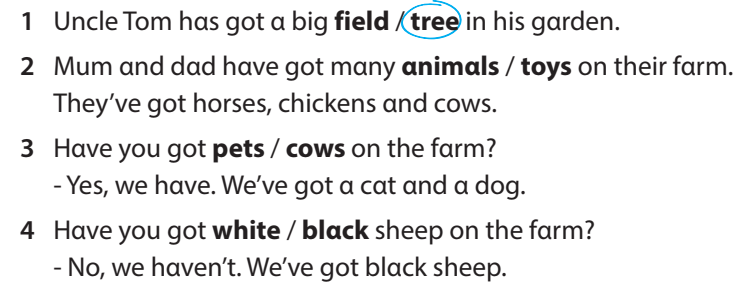 1 Uncle Tom has got a big field / tree in his garden.
2 Mum and dad have got many animals / toys on their farm.
They've got horses, chickens and cows.
3 Have you got pets / cows on the farm?
- Yes, we have. We've got a cat and a dog.
4 Have you got white / black sheep on the farm?
- No, we haven't. We've got black sheep.